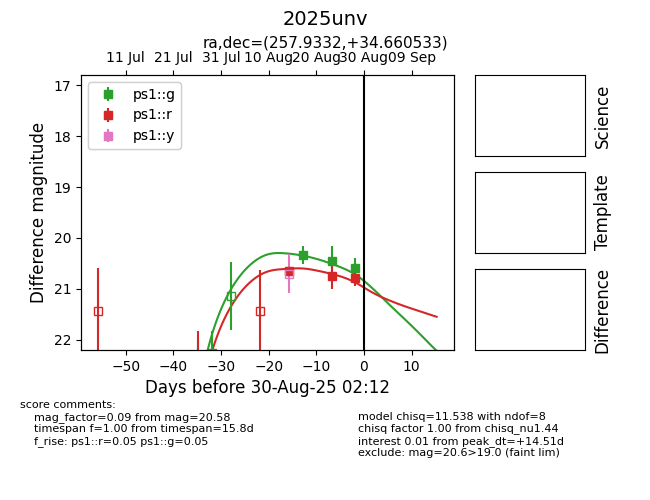 2025unv
ra,dec=(257.9332,+34.660533)
11 Jul 21 Jul 31 Jul 10 Aug 20 Aug 30 Aug 09 Sep
ps1::g
ps1::r
ps1::y
17
18
19
20
21
22
Difference magnitude
−50 −40 −30 −20 −10 0 10
Days before 30-Aug-25 02:12
Science
Template
Difference
score comments:
mag_factor=0.09 from mag=20.58
timespan f=1.00 from timespan=15.8d
f_rise: ps1::r=0.05 ps1::g=0.05
model chisq=11.538 with ndof=8
chisq factor 1.00 from chisq_nu1.44
interest 0.01 from peak_dt=+14.51d
exclude: mag=20.6>19.0 (faint lim)